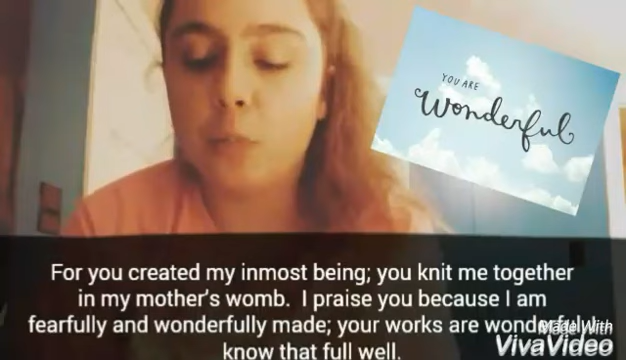 YOU ARE
Wonderful
For you created my inmost being; you knit me together
in my mother's womb. I praise you because I am
fearfully and wonderfully made; your works are wonderful, I
know that full well.
Made With
VivaVideo